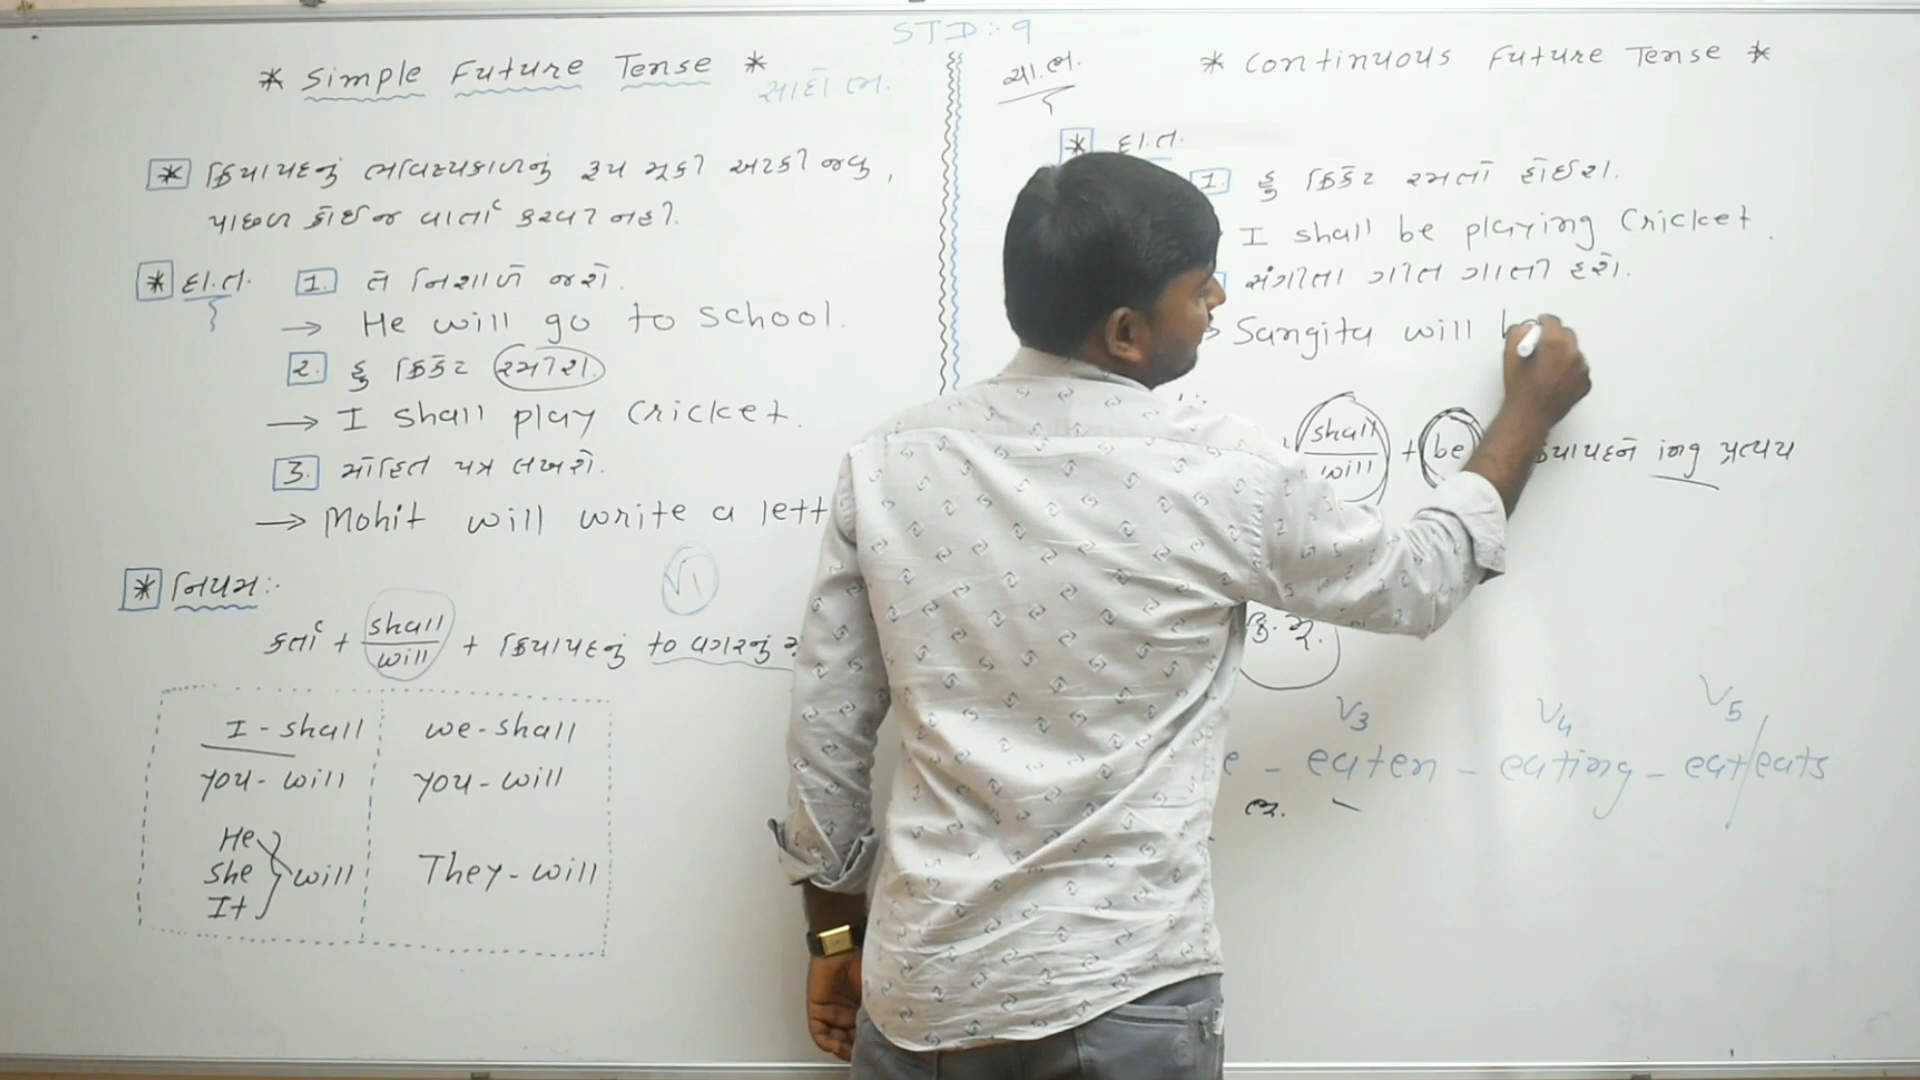 STD:- 9
* Simple Future Tense *
સાદો ભ.
* ક્રિયાપદનું ભવિષ્યકાળનું રૂપ મૂકી અટકી જવુ,
પાછળ કોઈ જ વાર્તા કરવી નહી.
* દા.ત. 1. તે નિશાળે જશે.
→ He will go to school.
2. હું ક્રિકેટ રમીશ.
→ I shall play cricket.
3. મોહિત પત્ર લખશે.
→ Mohit will write a lett
V1
* નિયમ:-
કર્તા + shall/will + ક્રિયાપદનું to વગરનું
I - shall we - shall
you - will you - will
He
She will They - will
It
ચા.ભ.
* Continuous Future Tense *
* દા.ત.
1. હું ક્રિકેટ રમતો હોઈશ.
I shall be playing cricket.
સંગીતા ગીત ગાતી હશે.
Sangita will be
shall/will + be ing પ્રત્યય
ક્રિ. મૂ.
V3 V4 V5
e - eaten - eating - eat/eats
ભૂ.